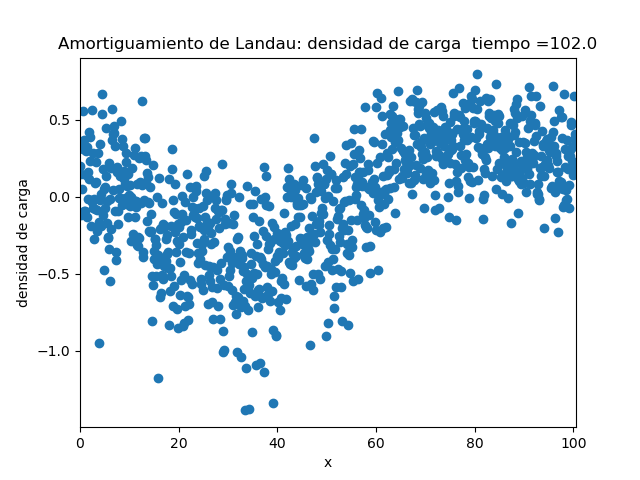 Amortiguamiento de Landau: densidad de carga  tiempo =102.0
densidad de carga
0.5
0.0
−0.5
−1.0
0 20 40 60 80 100
x